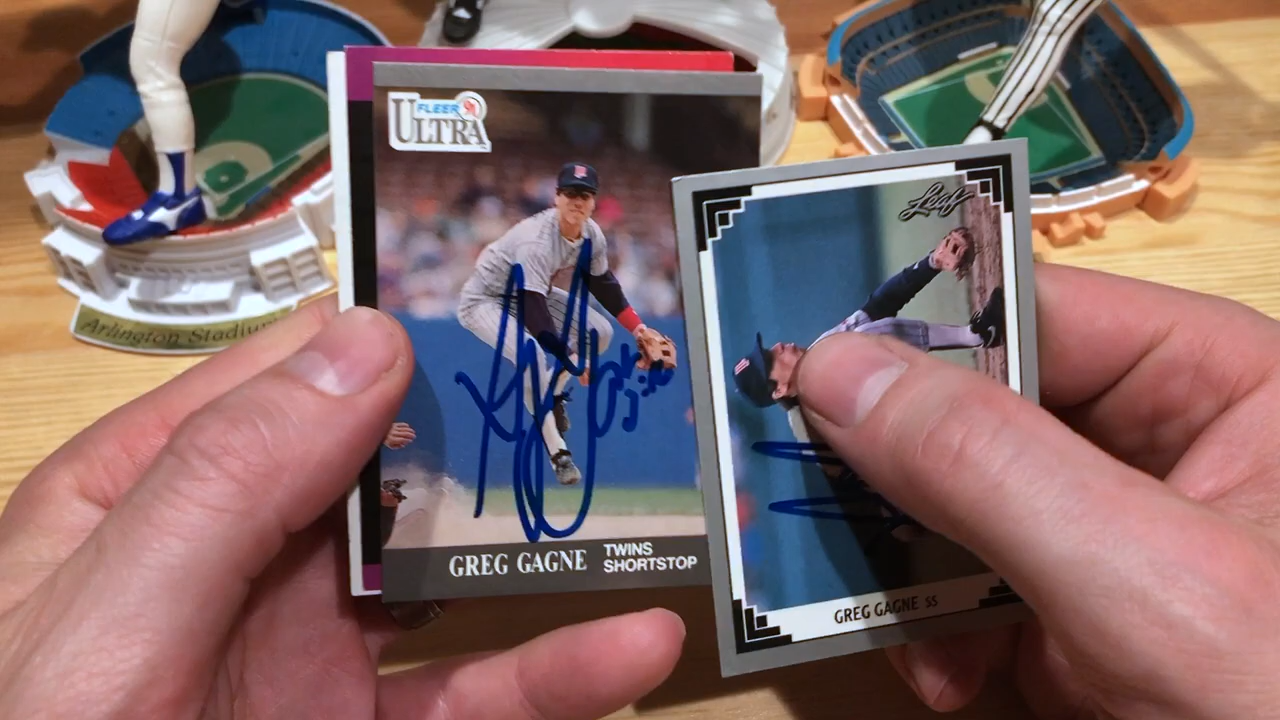 FLEER
ULTRA
GREG GAGNE
TWINS
SHORTSTOP
Leaf
GREG GAGNE SS
Arlington Stadium